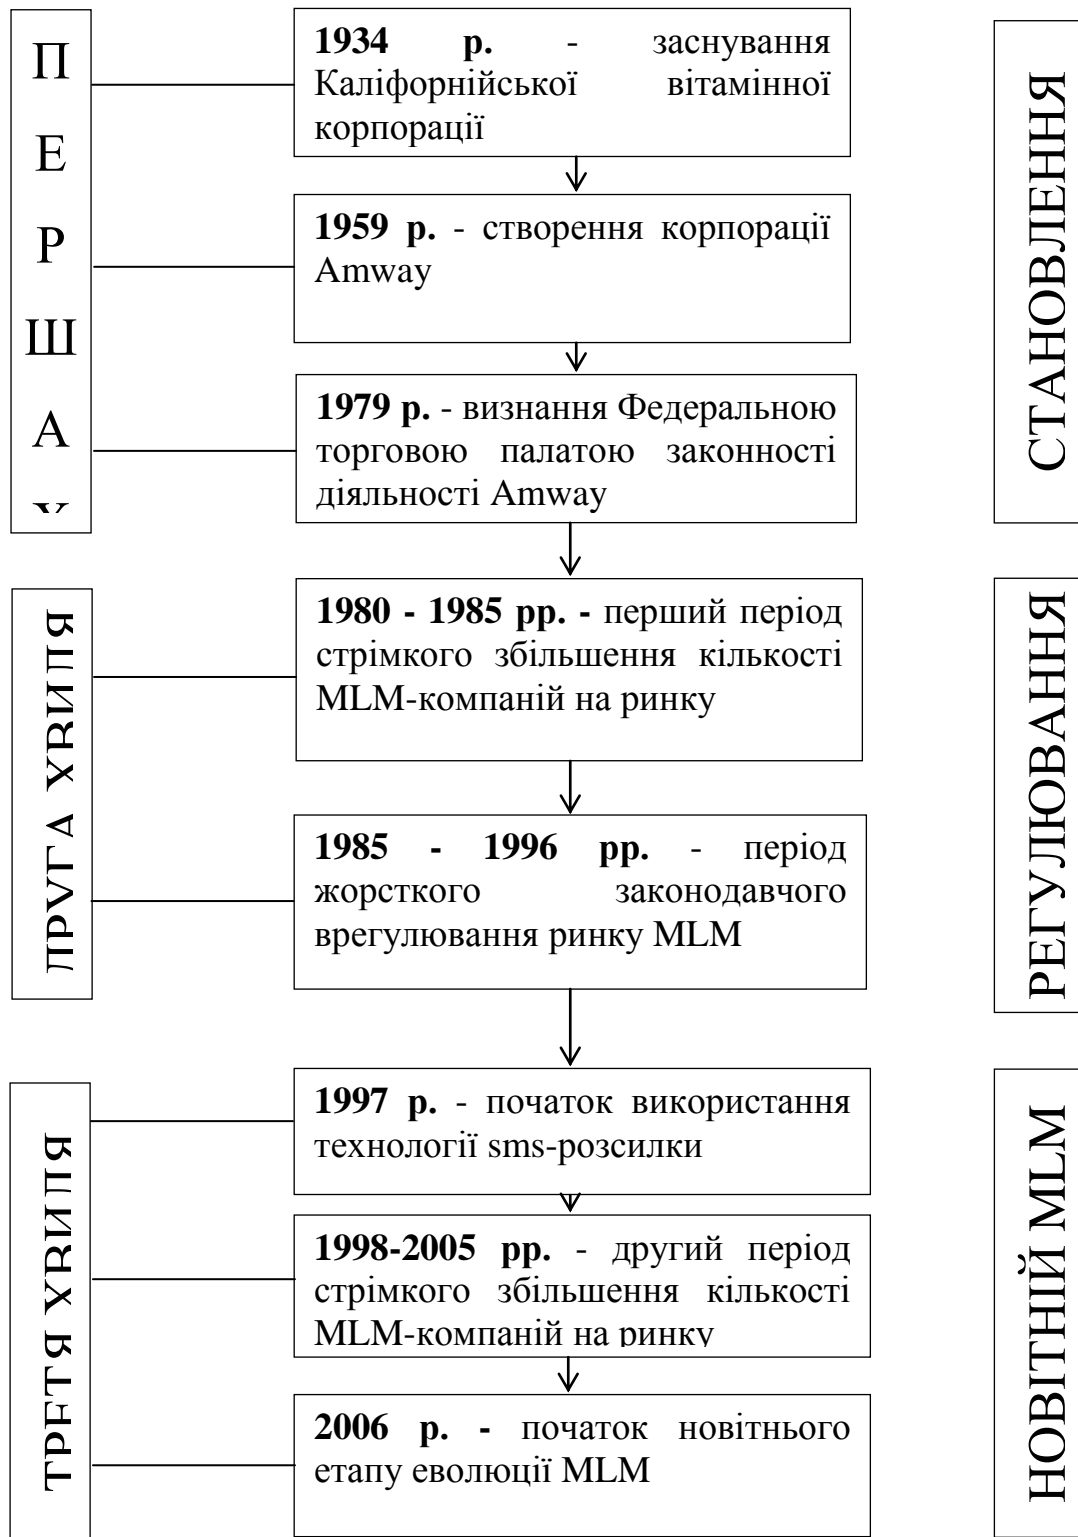 ПЕРША Х
1934 р. - заснування
Каліфорнійської вітамінної
корпорації
1959 р. - створення корпорації
Amway
1979 р. - визнання Федеральною
торговою палатою законності
діяльності Amway
СТАНОВЛЕННЯ
ДРУГА ХВИЛЯ
1980 - 1985 рр. - перший період
стрімкого збільшення кількості
MLM-компаній на ринку
1985 - 1996 рр. - період
жорсткого законодавчого
врегулювання ринку MLM
РЕГУЛЮВАННЯ
ТРЕТЯ ХВИЛЯ
1997 р. - початок використання
технології sms-розсилки
1998-2005 рр. - другий період
стрімкого збільшення кількості
MLM-компаній на ринку
2006 р. - початок новітнього
етапу еволюції MLM
НОВІТНІЙ MLM